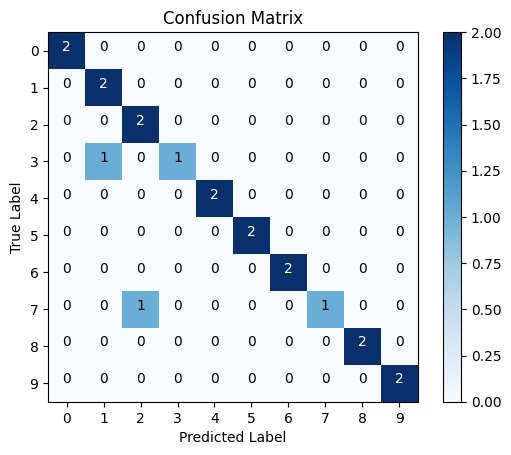 Confusion Matrix
0 2 0 0 0 0 0 0 0 0 0
1 0 2 0 0 0 0 0 0 0 0
2 0 0 2 0 0 0 0 0 0 0
3 0 1 0 1 0 0 0 0 0 0
4 0 0 0 0 2 0 0 0 0 0
5 0 0 0 0 0 2 0 0 0 0
6 0 0 0 0 0 0 2 0 0 0
7 0 0 1 0 0 0 0 1 0 0
8 0 0 0 0 0 0 0 0 2 0
9 0 0 0 0 0 0 0 0 0 2
0 1 2 3 4 5 6 7 8 9
True Label
Predicted Label
2.00
1.75
1.50
1.25
1.00
0.75
0.50
0.25
0.00